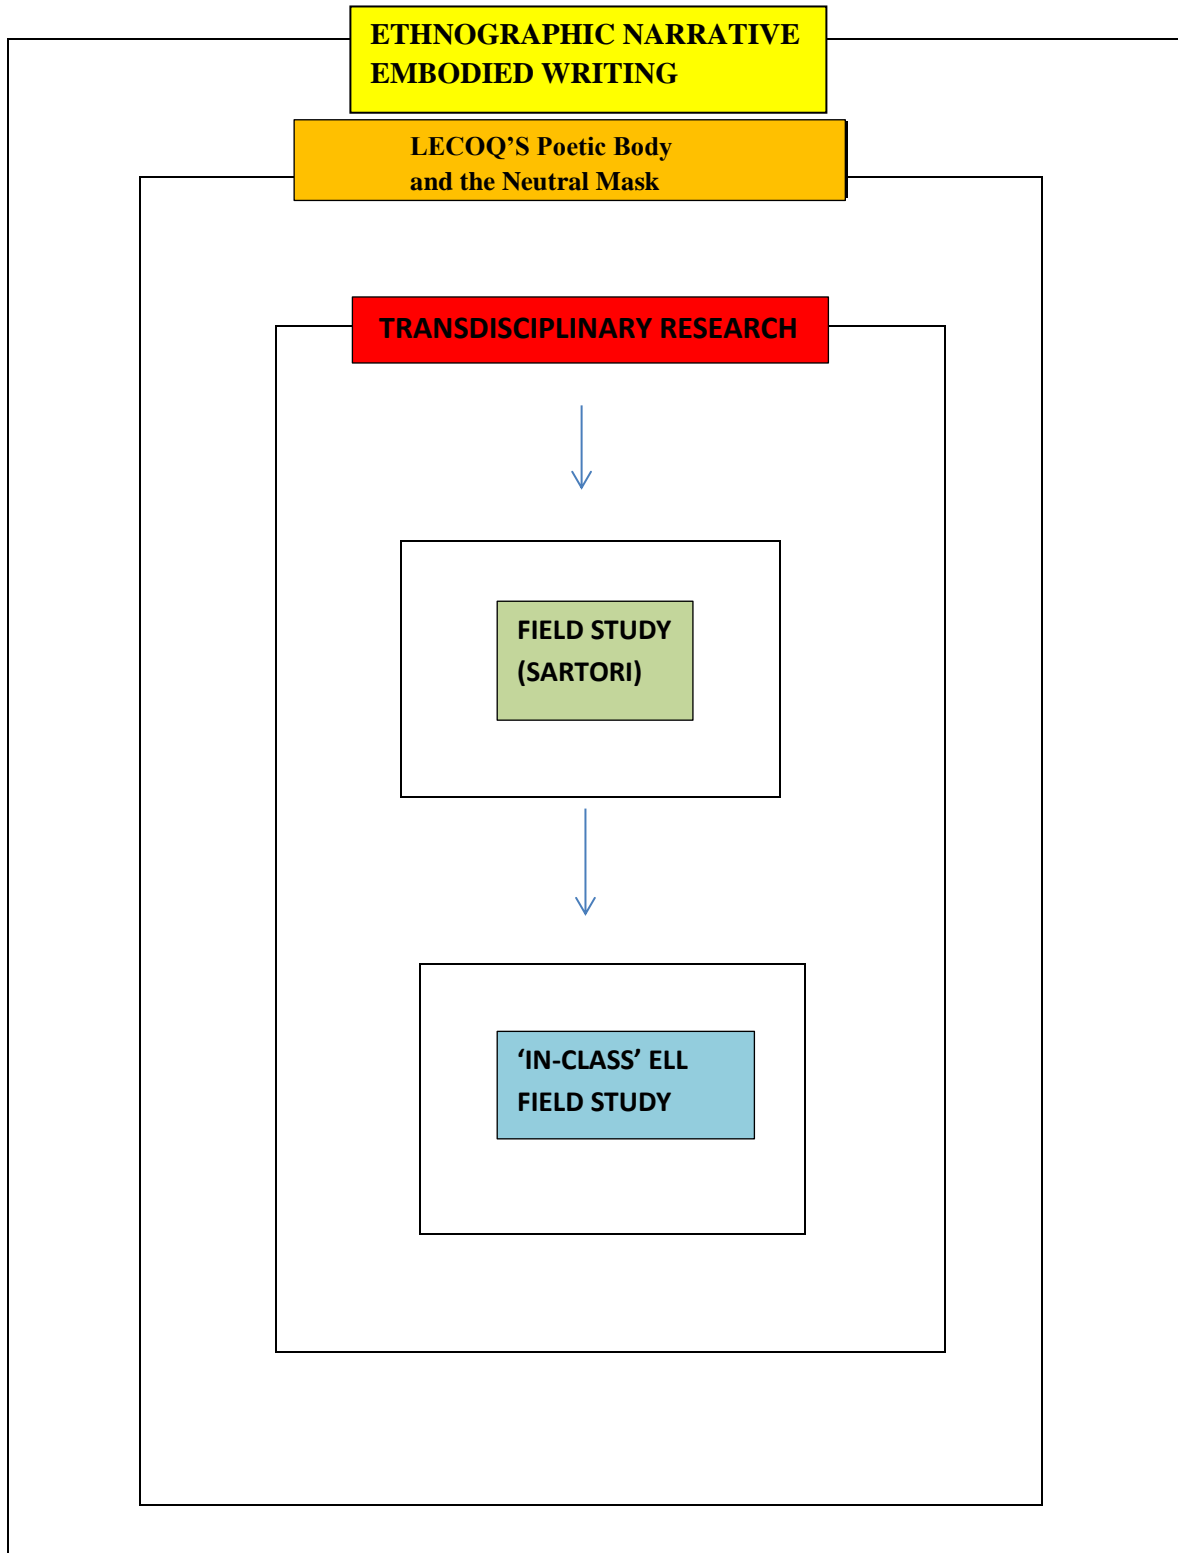 ETHNOGRAPHIC NARRATIVE
EMBODIED WRITING
LECOQ’S Poetic Body
and the Neutral Mask
TRANSDISCIPLINARY RESEARCH
FIELD STUDY
(SARTORI)
‘IN-CLASS’ ELL
FIELD STUDY